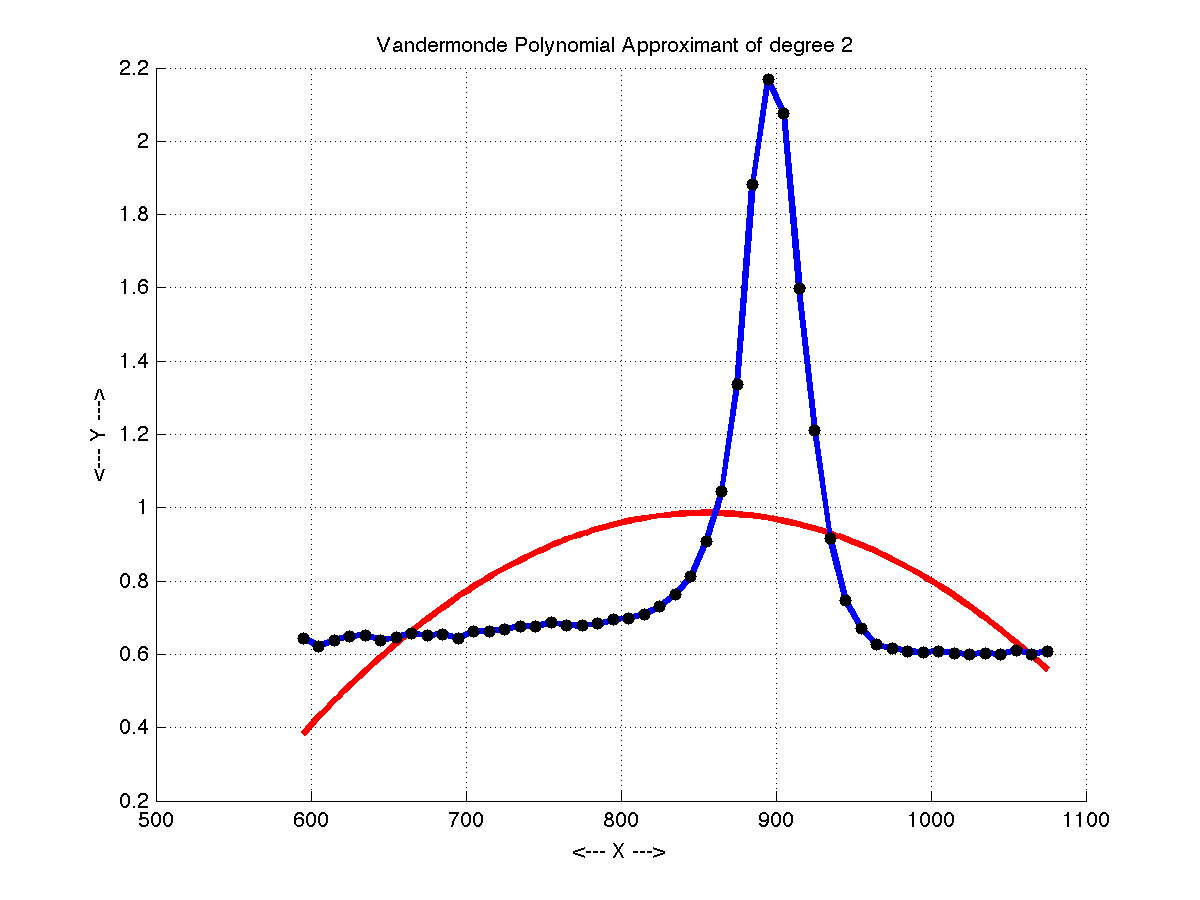 Vandermonde Polynomial Approximant of degree 2
2.2
2
1.8
1.6
1.4
1.2
1
0.8
0.6
0.4
0.2
<--- Y --->
500 600 700 800 900 1000 1100
<--- X --->